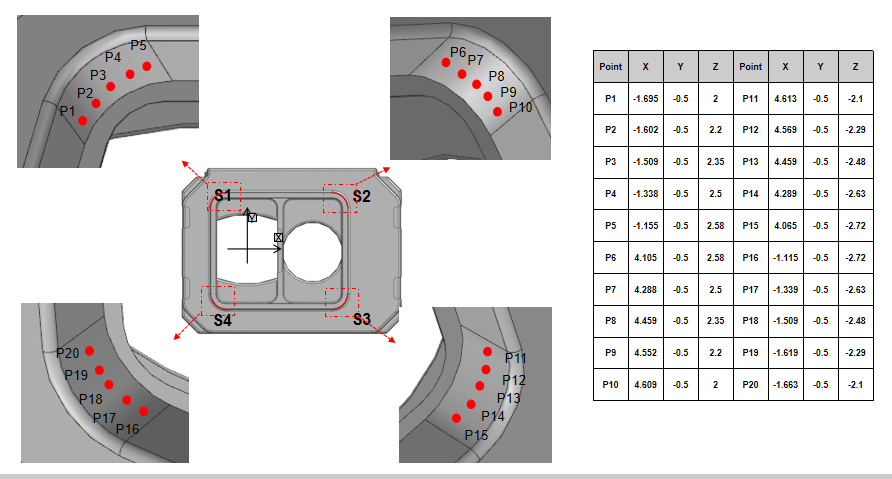 P5
P4
P3
P2
P1
P6
P7
P8
P9
P10
S1
S2
Y
X
S4
S3
P20
P19
P18
P17
P16
P11
P12
P13
P14
P15
Point X Y Z Point X Y Z
P1 -1.695 -0.5 2 P11 4.613 -0.5 -2.1
P2 -1.602 -0.5 2.2 P12 4.569 -0.5 -2.29
P3 -1.509 -0.5 2.35 P13 4.459 -0.5 -2.48
P4 -1.338 -0.5 2.5 P14 4.289 -0.5 -2.63
P5 -1.155 -0.5 2.58 P15 4.065 -0.5 -2.72
P6 4.105 -0.5 2.58 P16 -1.115 -0.5 -2.72
P7 4.288 -0.5 2.5 P17 -1.339 -0.5 -2.63
P8 4.459 -0.5 2.35 P18 -1.509 -0.5 -2.48
P9 4.552 -0.5 2.2 P19 -1.619 -0.5 -2.29
P10 4.609 -0.5 2 P20 -1.663 -0.5 -2.1